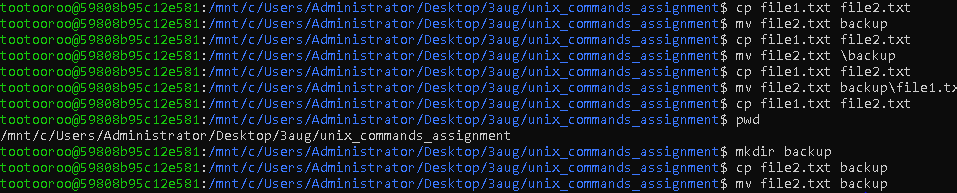 tootooroo@59808b95c12e581:/mnt/c/Users/Administrator/Desktop/3aug/unix_commands_assignment$ cp file1.txt file2.txt
tootooroo@59808b95c12e581:/mnt/c/Users/Administrator/Desktop/3aug/unix_commands_assignment$ mv file2.txt backup
tootooroo@59808b95c12e581:/mnt/c/Users/Administrator/Desktop/3aug/unix_commands_assignment$ cp file1.txt file2.txt
tootooroo@59808b95c12e581:/mnt/c/Users/Administrator/Desktop/3aug/unix_commands_assignment$ mv file2.txt \backup
tootooroo@59808b95c12e581:/mnt/c/Users/Administrator/Desktop/3aug/unix_commands_assignment$ cp file1.txt file2.txt
tootooroo@59808b95c12e581:/mnt/c/Users/Administrator/Desktop/3aug/unix_commands_assignment$ mv file2.txt backup\file1.tx
tootooroo@59808b95c12e581:/mnt/c/Users/Administrator/Desktop/3aug/unix_commands_assignment$ cp file1.txt file2.txt
tootooroo@59808b95c12e581:/mnt/c/Users/Administrator/Desktop/3aug/unix_commands_assignment$ pwd
/mnt/c/Users/Administrator/Desktop/3aug/unix_commands_assignment
tootooroo@59808b95c12e581:/mnt/c/Users/Administrator/Desktop/3aug/unix_commands_assignment$ mkdir backup
tootooroo@59808b95c12e581:/mnt/c/Users/Administrator/Desktop/3aug/unix_commands_assignment$ cp file2.txt backup
tootooroo@59808b95c12e581:/mnt/c/Users/Administrator/Desktop/3aug/unix_commands_assignment$ mv file2.txt backup